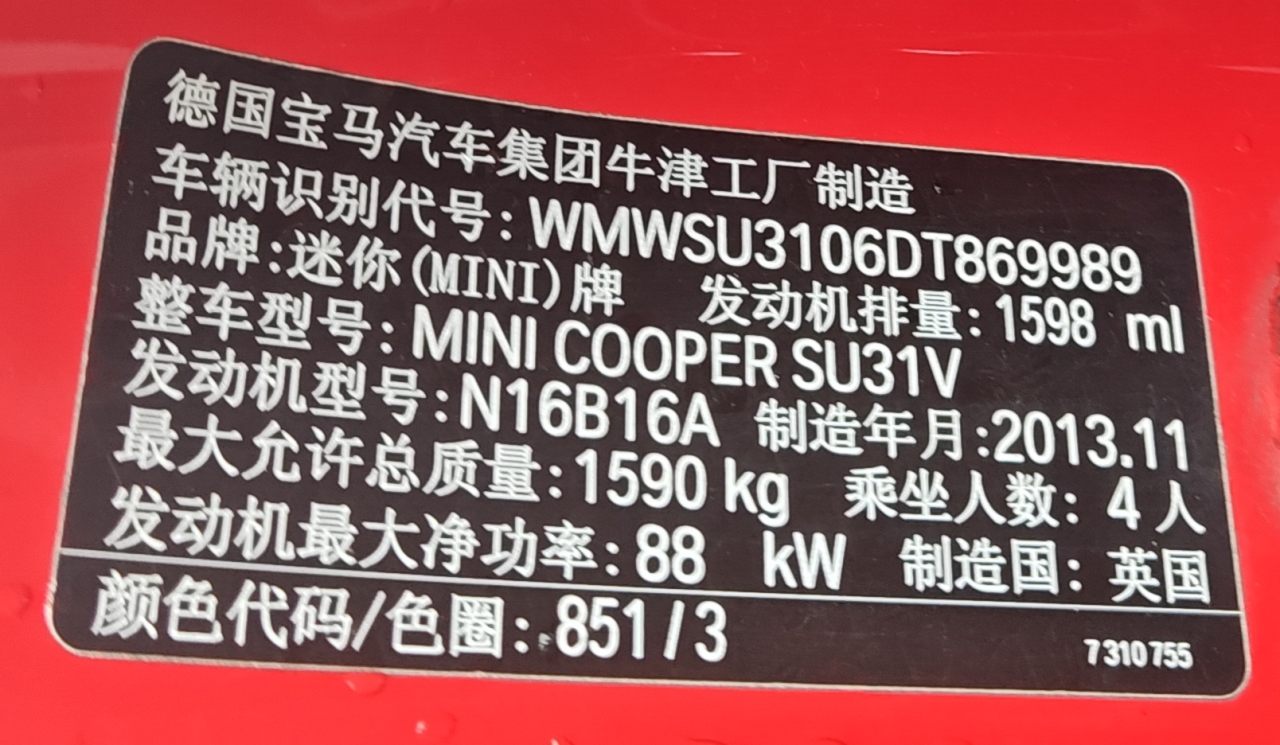 德国宝马汽车集团牛津工厂制造
车辆识别代号:WMWSU3106DT869989
品牌:迷你(MINI)牌 发动机排量:1598 ml
整车型号:MINI COOPER SU31V
发动机型号:N16B16A 制造年月:2013.11
最大允许总质量:1590 kg 乘坐人数: 4 人
发动机最大净功率:88 kW 制造国: 英国
颜色代码/色圈: 851/3
7310755